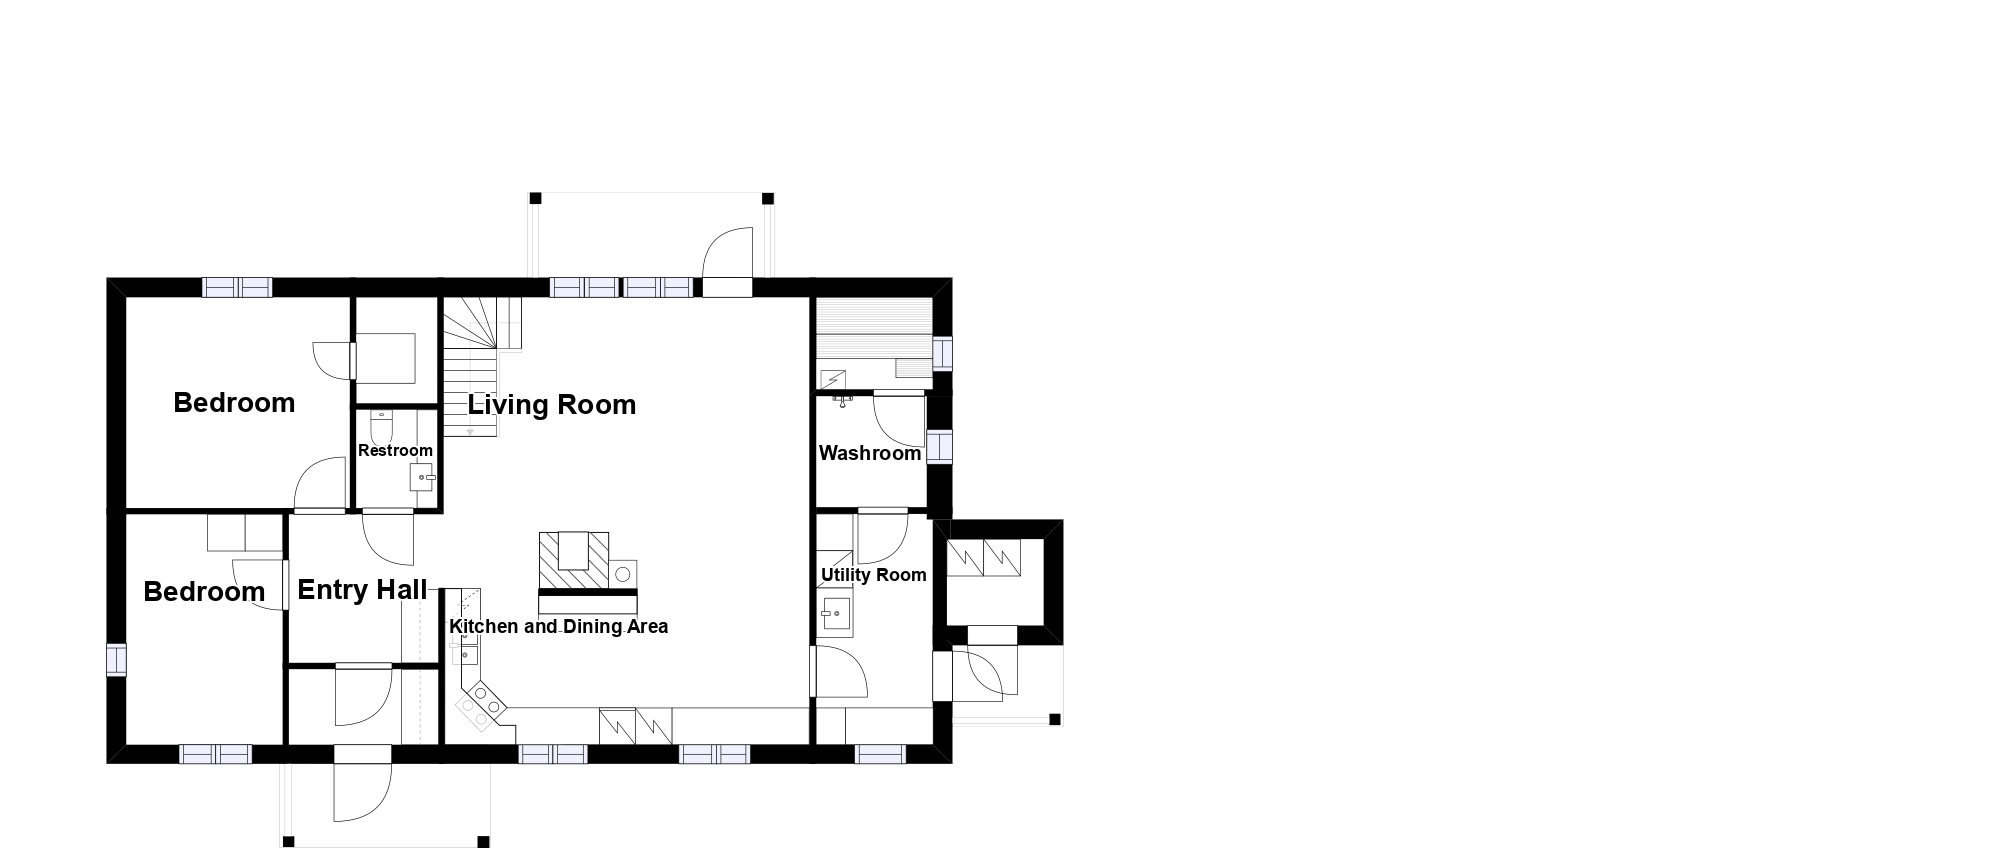 Bedroom
Living Room
Restroom
Washroom
Utility Room
Bedroom
Entry Hall
Kitchen and Dining Area